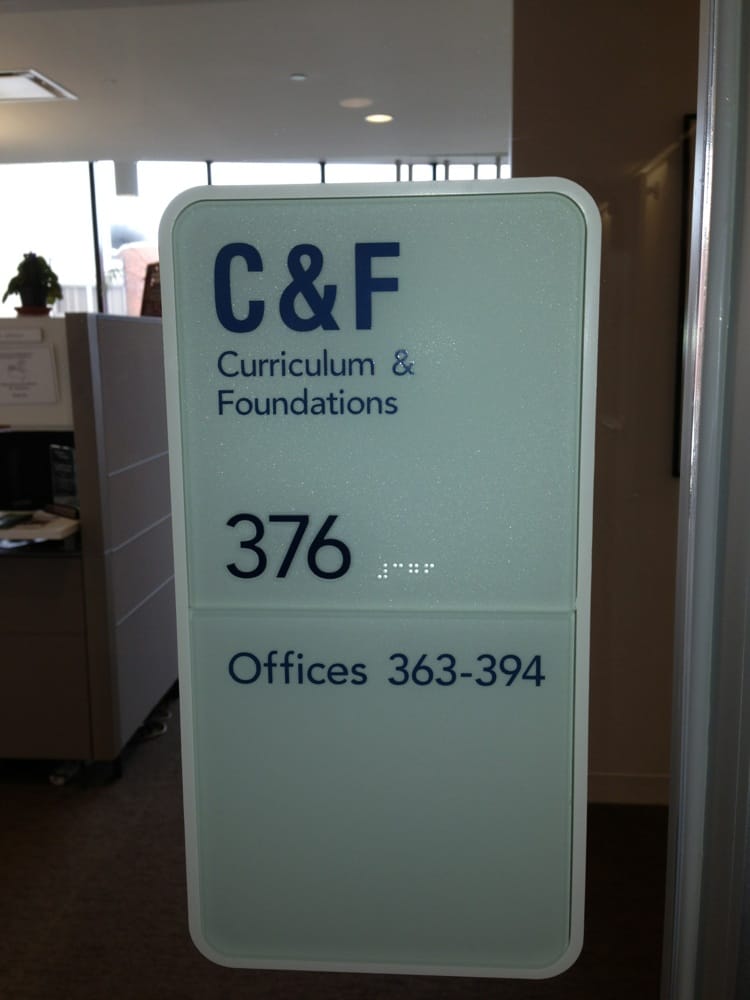 C&F
Curriculum &
Foundations
376 ⠼⠉⠛⠋
Offices 363-394